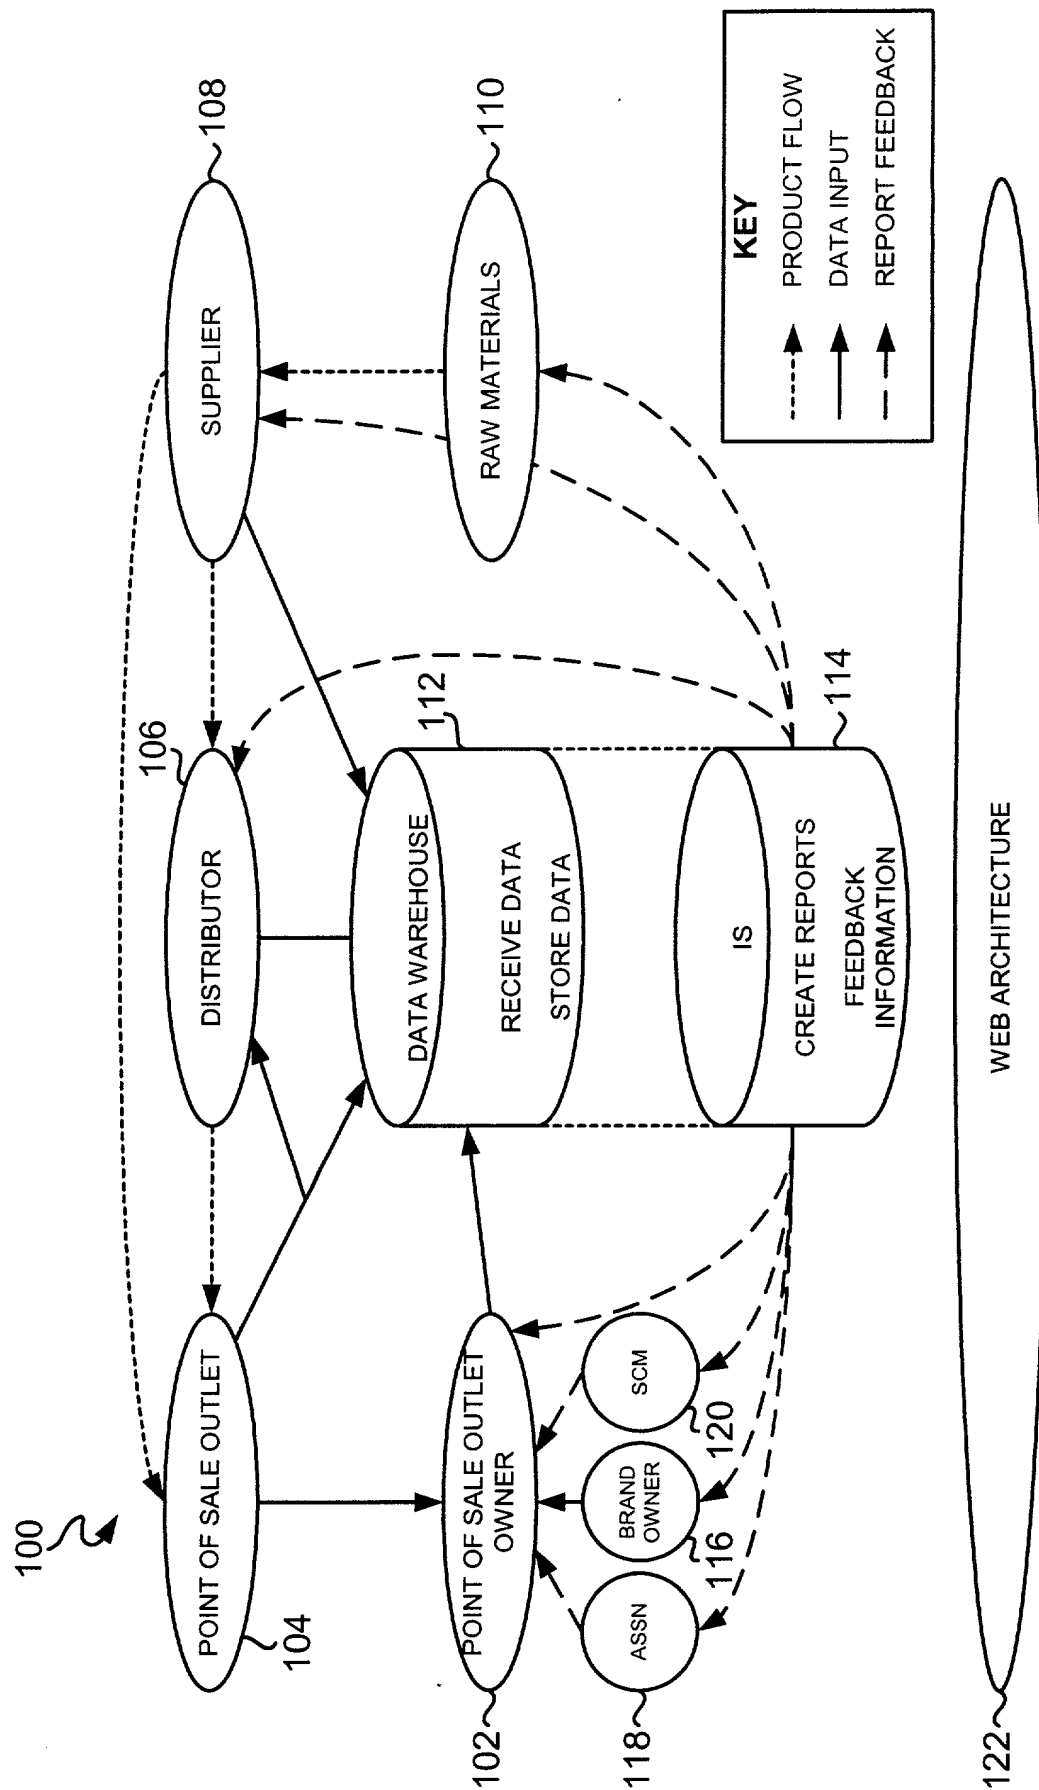 100
POINT OF SALE OUTLET
104
DISTRIBUTOR
106
SUPPLIER
108
POINT OF SALE OUTLET
OWNER
102
DATA WAREHOUSE
RECEIVE DATA
STORE DATA
112
RAW MATERIALS
110
ASSN
118
BRAND
OWNER
116
SCM
120
IS
CREATE REPORTS
FEEDBACK
INFORMATION
114
KEY
PRODUCT FLOW
DATA INPUT
REPORT FEEDBACK
WEB ARCHITECTURE
122